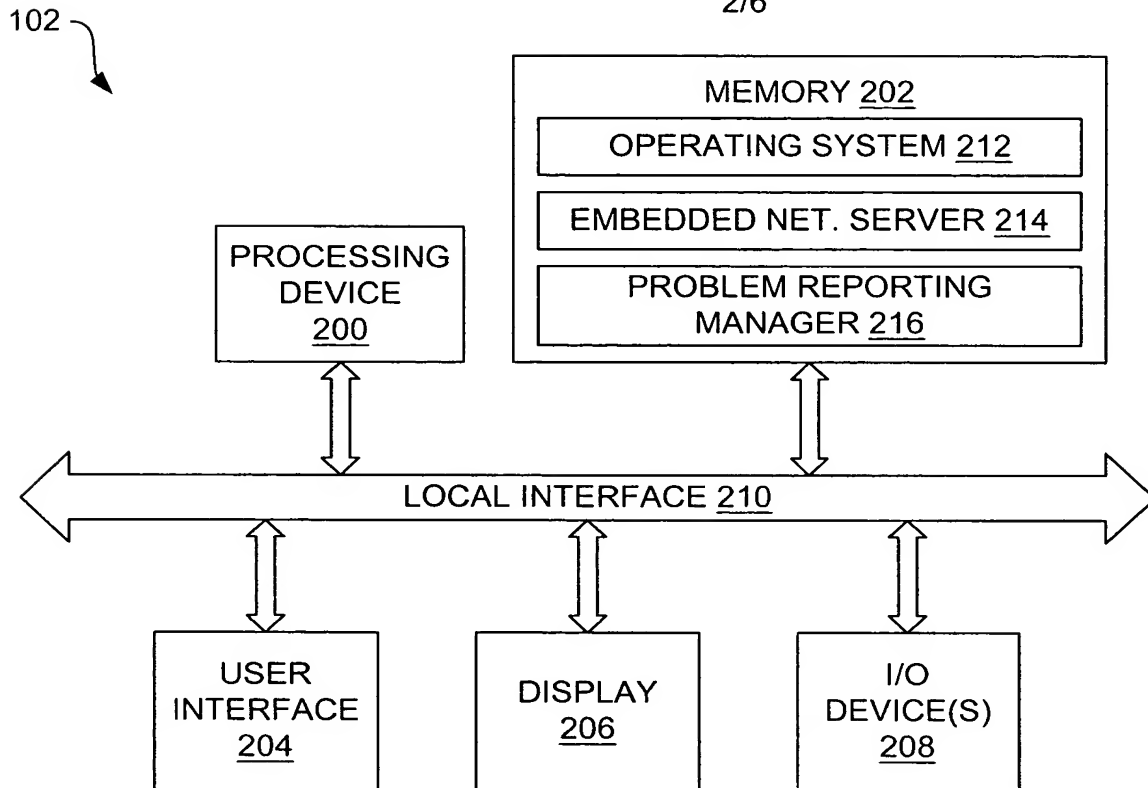 2/6
102
MEMORY 202
OPERATING SYSTEM 212
EMBEDDED NET. SERVER 214
PROBLEM REPORTING
MANAGER 216
PROCESSING
DEVICE
200
LOCAL INTERFACE 210
USER
INTERFACE
204
DISPLAY
206
I/O
DEVICE(S)
208